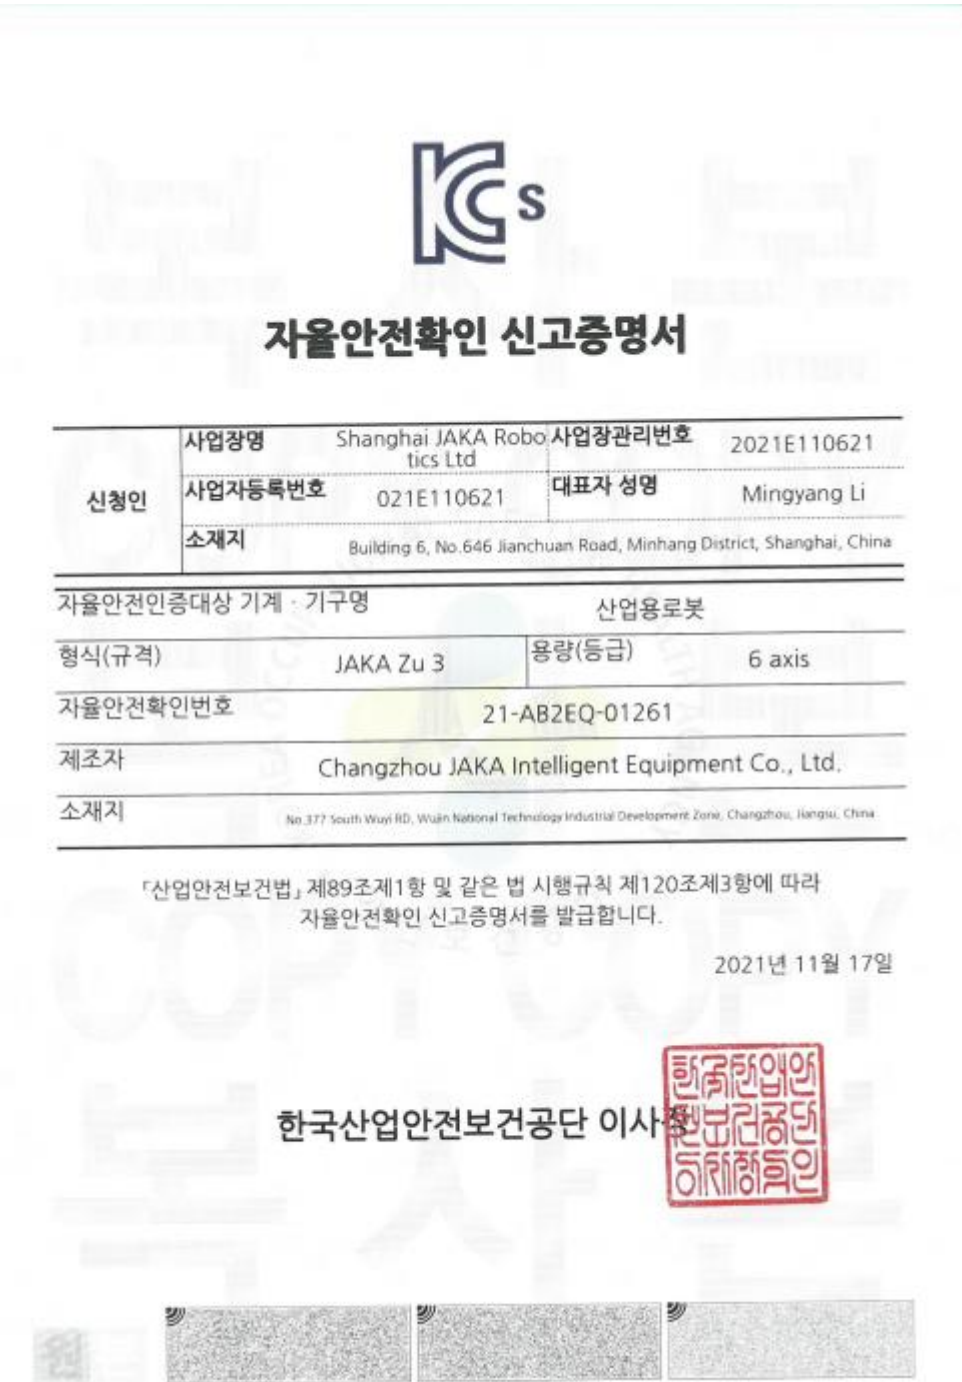 KCs
자율안전확인 신고증명서
신청인
사업장명 Shanghai JAKA Robo 사업장관리번호 2021E110621
tics Ltd
사업자등록번호 021E110621 대표자 성명 Mingyang Li
소재지 Building 6, No.646 Jianchuan Road, Minhang District, Shanghai, China
자율안전인증대상 기계 · 기구명 산업용로봇
형식(규격) JAKA Zu 3 용량(등급) 6 axis
자율안전확인번호 21-AB2EQ-01261
제조자 Changzhou JAKA Intelligent Equipment Co., Ltd.
소재지 No.377 South Wuyi RD, Wujin National Technology Industrial Development Zone, Changzhou, Jiangsu, China
「산업안전보건법」 제89조제1항 및 같은 법 시행규칙 제120조제3항에 따라
자율안전확인 신고증명서를 발급합니다.
2021년 11월 17일
한국산업안전보건공단 이사장
COPY COPY
복사